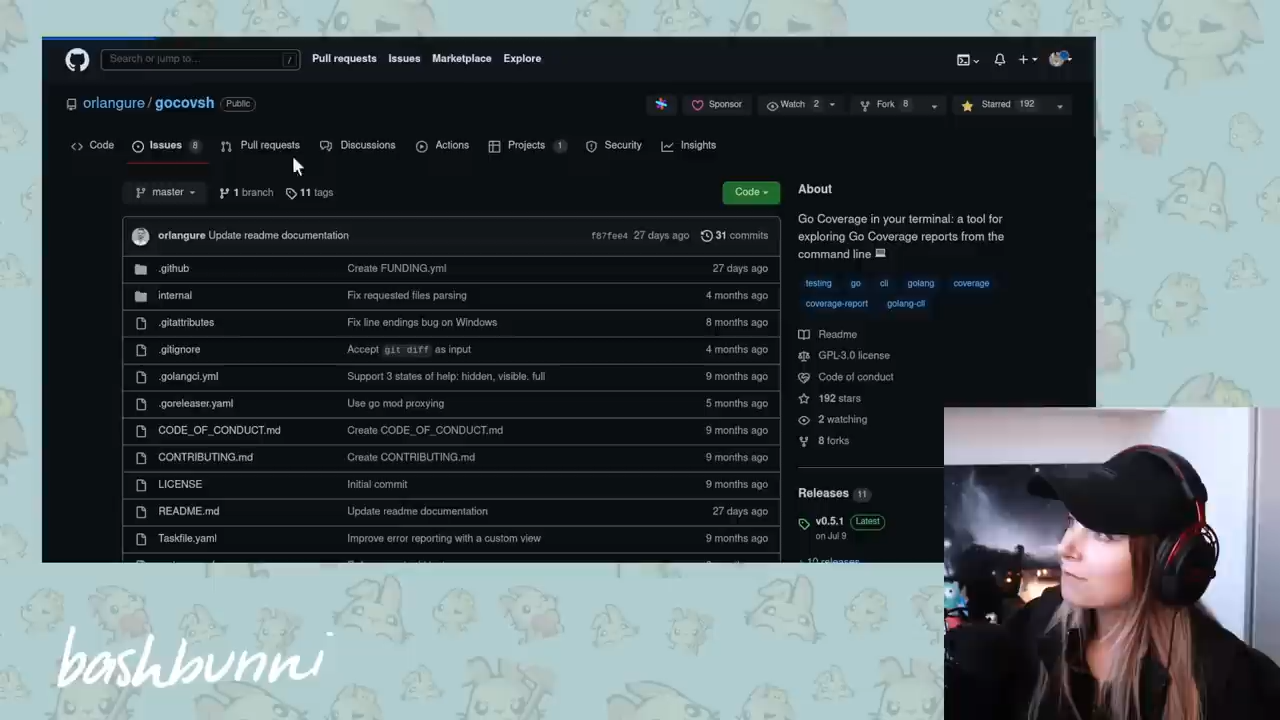 Search or jump to... /
Pull requests Issues Marketplace Explore
orlangure / gocovsh Public
Sponsor Watch 2 Fork 8 Starred 192
<> Code Issues 8 Pull requests Discussions Actions Projects 1 Security Insights
master 1 branch 11 tags Code
orlangure Update readme documentation f87fee4 27 days ago 31 commits
.github Create FUNDING.yml 27 days ago
internal Fix requested files parsing 4 months ago
.gitattributes Fix line endings bug on Windows 8 months ago
.gitignore Accept git diff as input 4 months ago
.golangci.yml Support 3 states of help: hidden, visible. full 9 months ago
.goreleaser.yaml Use go mod proxying 5 months ago
CODE_OF_CONDUCT.md Create CODE_OF_CONDUCT.md 9 months ago
CONTRIBUTING.md Create CONTRIBUTING.md 9 months ago
LICENSE Initial commit 9 months ago
README.md Update readme documentation 27 days ago
Taskfile.yaml Improve error reporting with a custom view 9 months ago
About
Go Coverage in your terminal: a tool for
exploring Go Coverage reports from the
command line
testing go cli golang coverage
coverage-report golang-cli
Readme
GPL-3.0 license
Code of conduct
192 stars
2 watching
8 forks
Releases 11
v0.5.1 Latest
on Jul 9
+ 10 releases
bashbunni